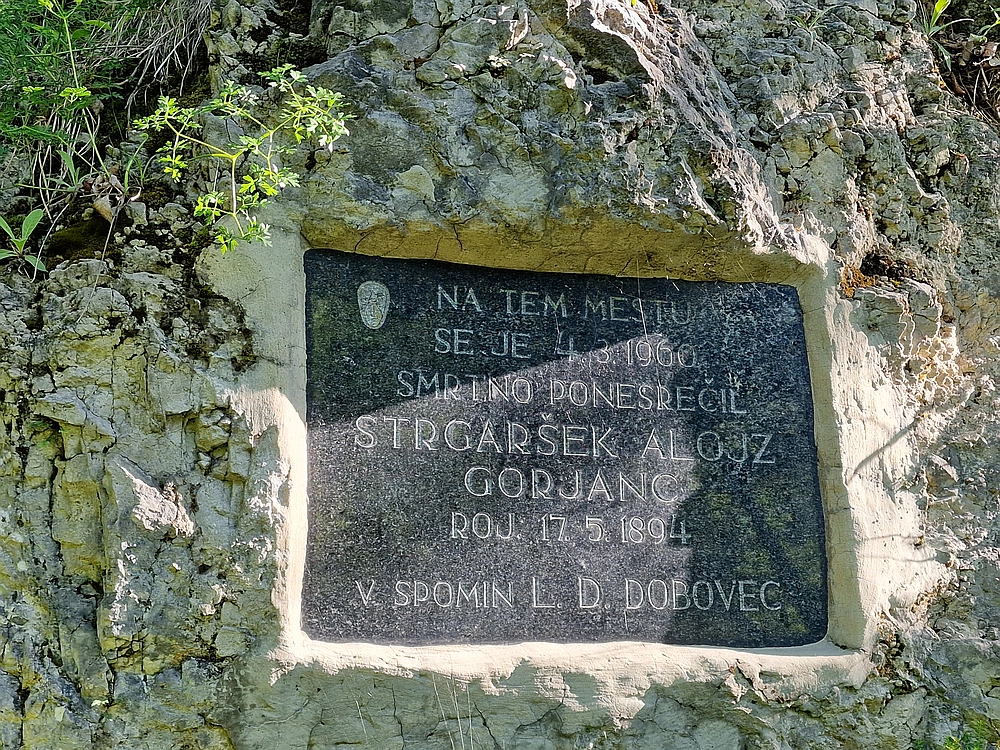 NA TEM MESTU
SE JE 4.3.1960
SMRTNO PONESREČIL
STRGARŠEK ALOJZ
GORJANC
ROJ. 17.5.1894
V SPOMIN L. D. DOBOVEC